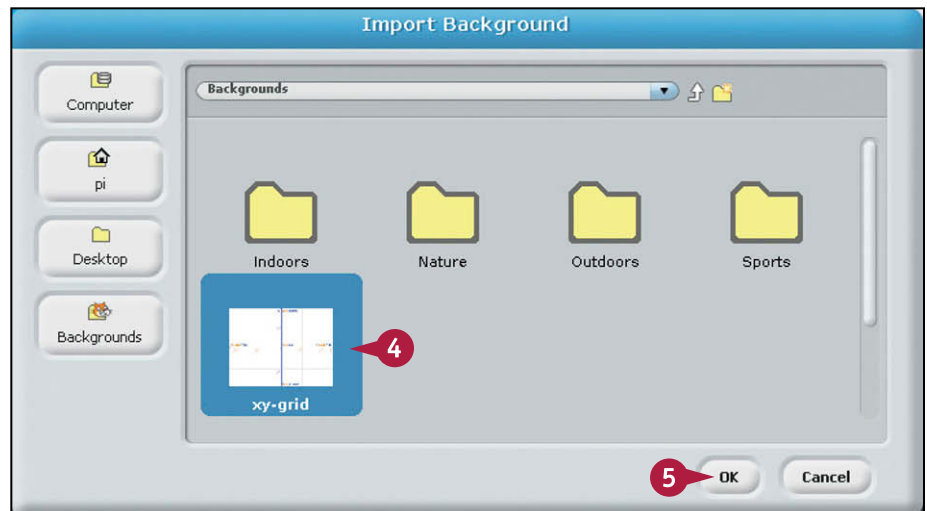 Import Background
Computer
pi
Desktop
Backgrounds
Backgrounds
Indoors
Nature
Outdoors
Sports
4
xy-grid
5
OK
Cancel